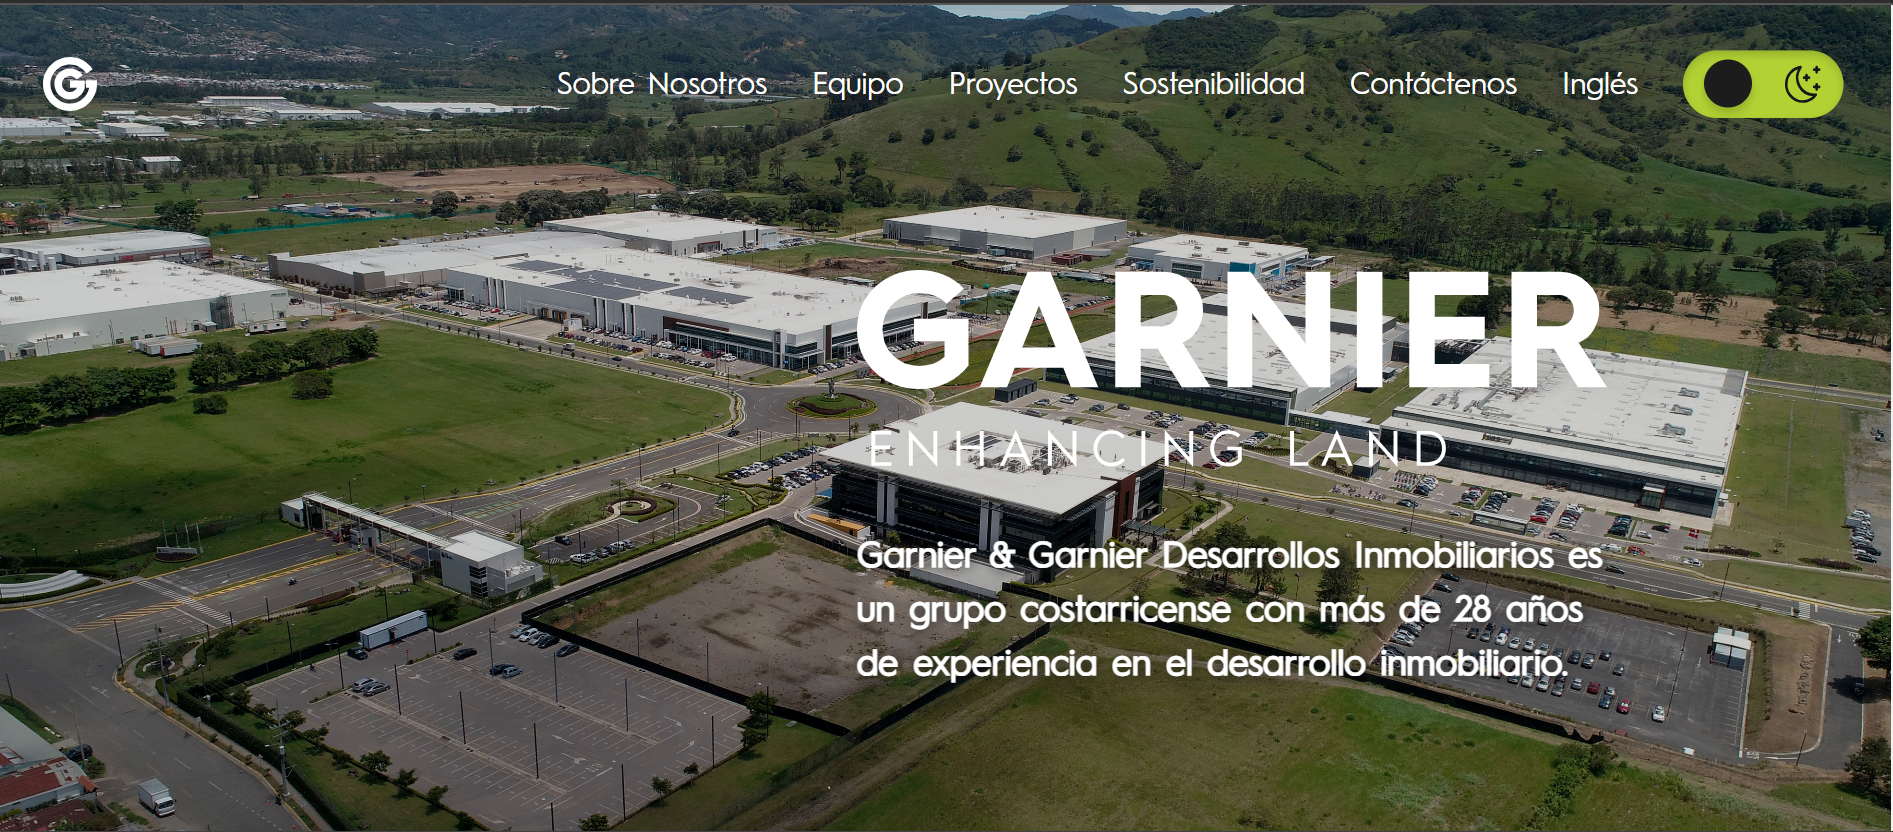 Sobre Nosotros Equipo Proyectos Sostenibilidad Contáctenos Inglés
GARNIER
ENHANCING LAND
Garnier & Garnier Desarrollos Inmobiliarios es
un grupo costarricense con más de 28 años
de experiencia en el desarrollo inmobiliario.